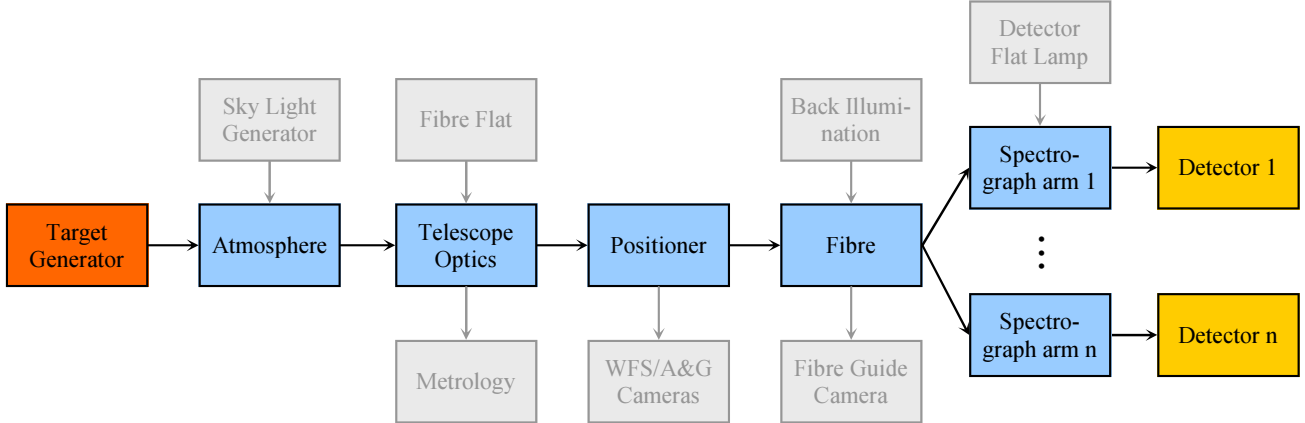 Detector
Flat Lamp
Sky Light
Generator
Fibre Flat
Back Illumi-
nation
Spectro-
graph arm 1
Detector 1
Target
Generator
Atmosphere
Telescope
Optics
Positioner
Fibre
Spectro-
graph arm n
Detector n
Metrology
WFS/A&G
Cameras
Fibre Guide
Camera